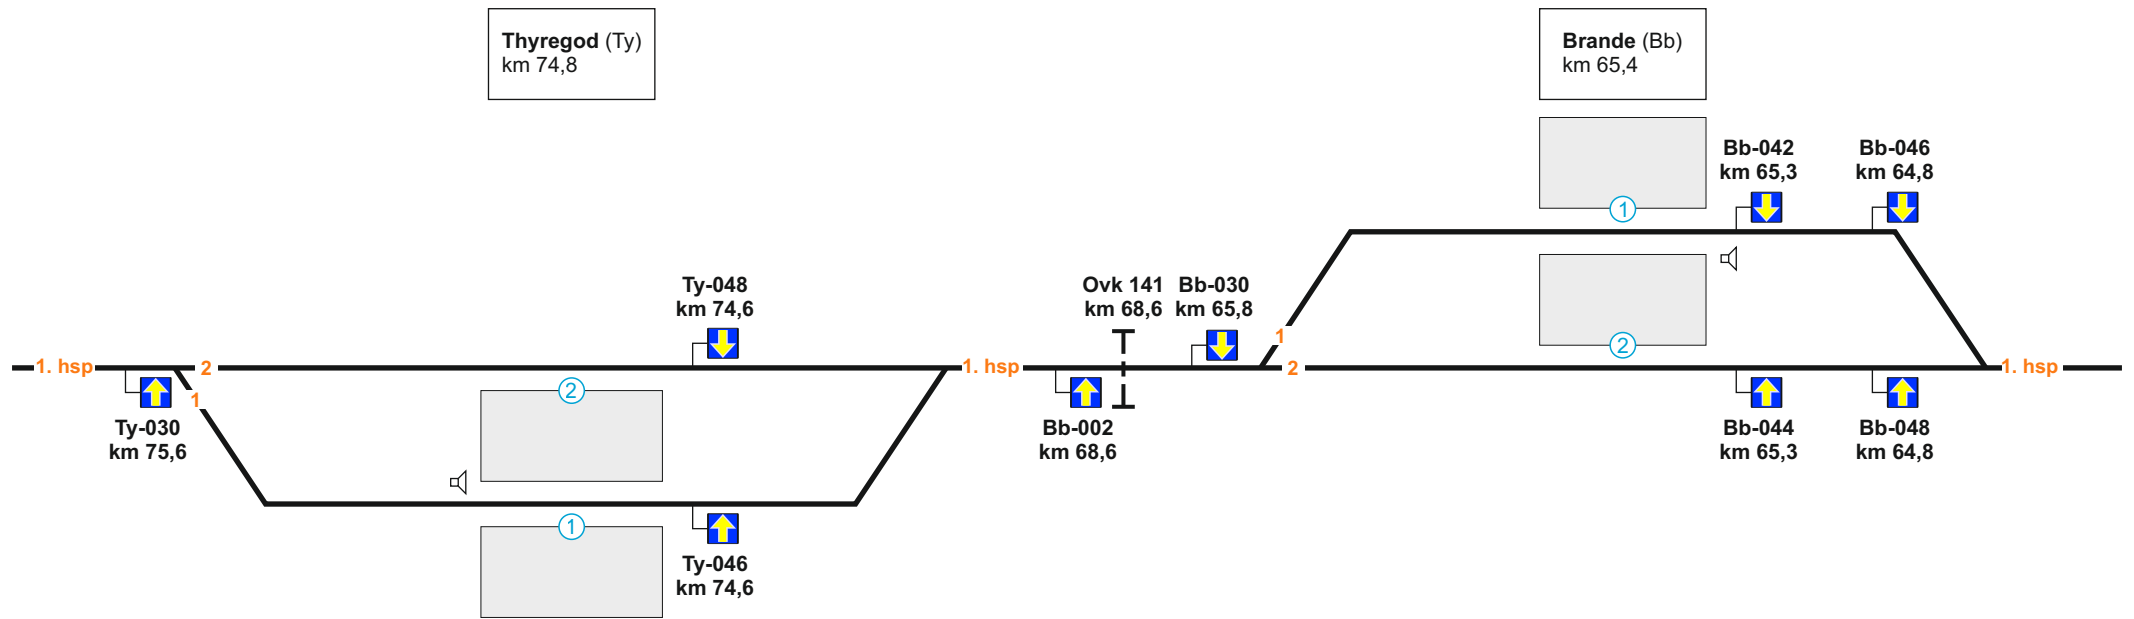 Thyregod (Ty)
km 74,8
Brande (Bb)
km 65,4
Bb-042
km 65,3
Bb-046
km 64,8
1
Ty-048
km 74,6
Ovk 141
km 68,6
Bb-030
km 65,8
1
2
1. hsp
2
1. hsp
2
1. hsp
1
2
Ty-030
km 75,6
Bb-002
km 68,6
Bb-044
km 65,3
Bb-048
km 64,8
1
Ty-046
km 74,6